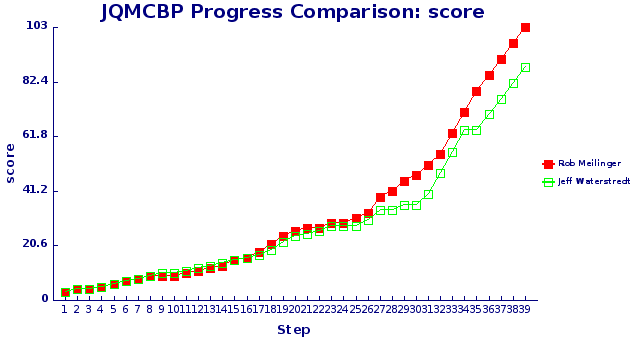 JQMCBP Progress Comparison: score
103
82.4
61.8
41.2
20.6
0
score
1 2 3 4 5 6 7 8 9 10 11 12 13 14 15 16 17 18 19 20 21 22 23 24 25 26 27 28 29 30 31 32 33 34 35 36 37 38 39
Step
Rob Meilinger
Jeff Waterstredt